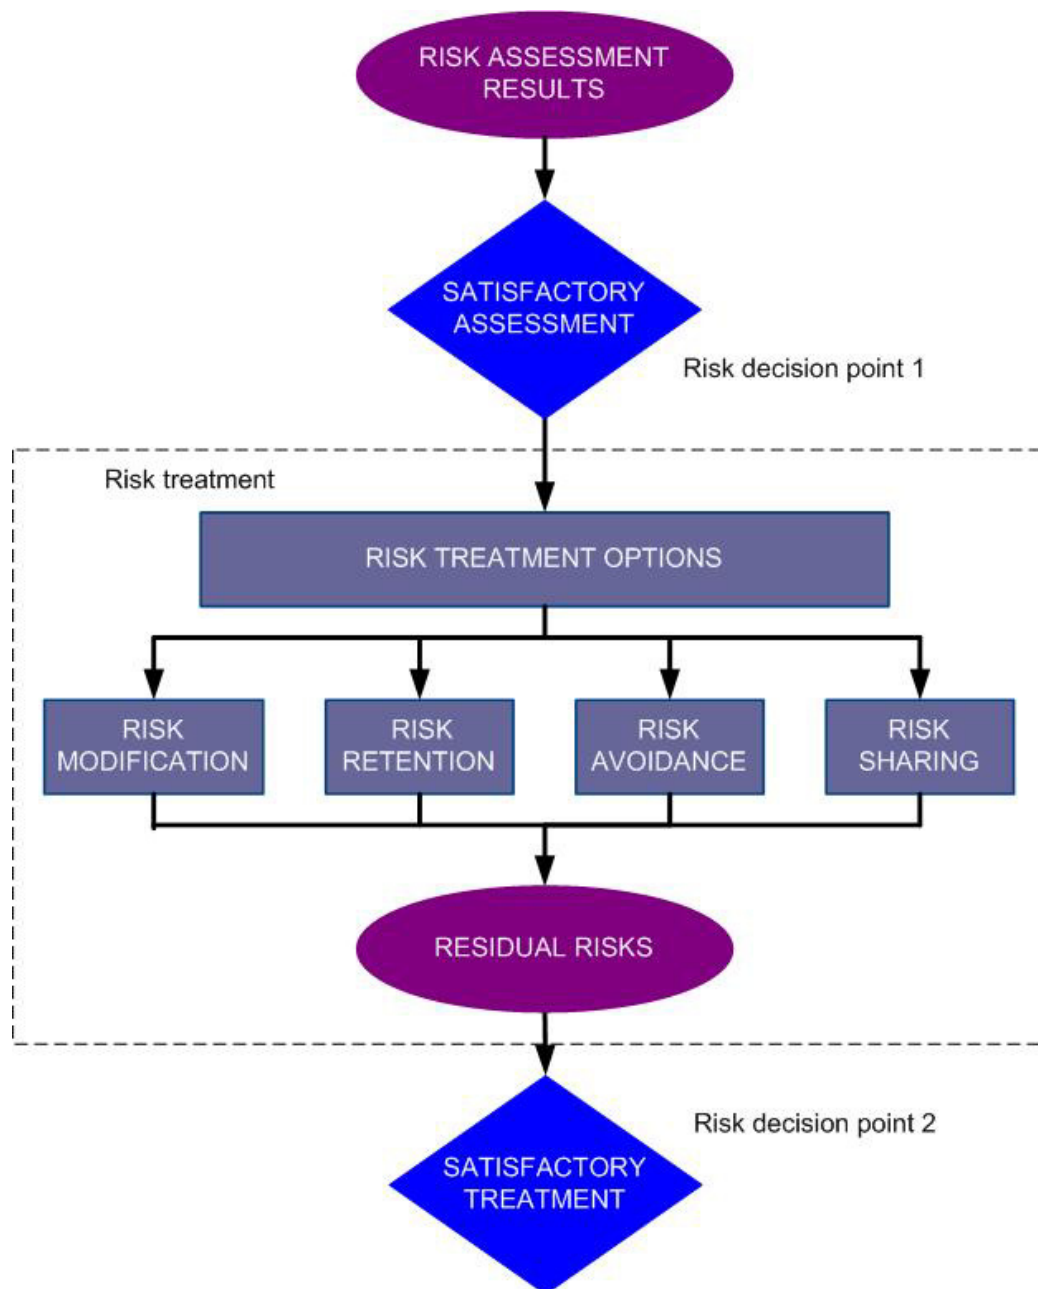 RISK ASSESSMENT
RESULTS
SATISFACTORY
ASSESSMENT
Risk decision point 1
Risk treatment
RISK TREATMENT OPTIONS
RISK
MODIFICATION
RISK
RETENTION
RISK
AVOIDANCE
RISK
SHARING
RESIDUAL RISKS
Risk decision point 2
SATISFACTORY
TREATMENT